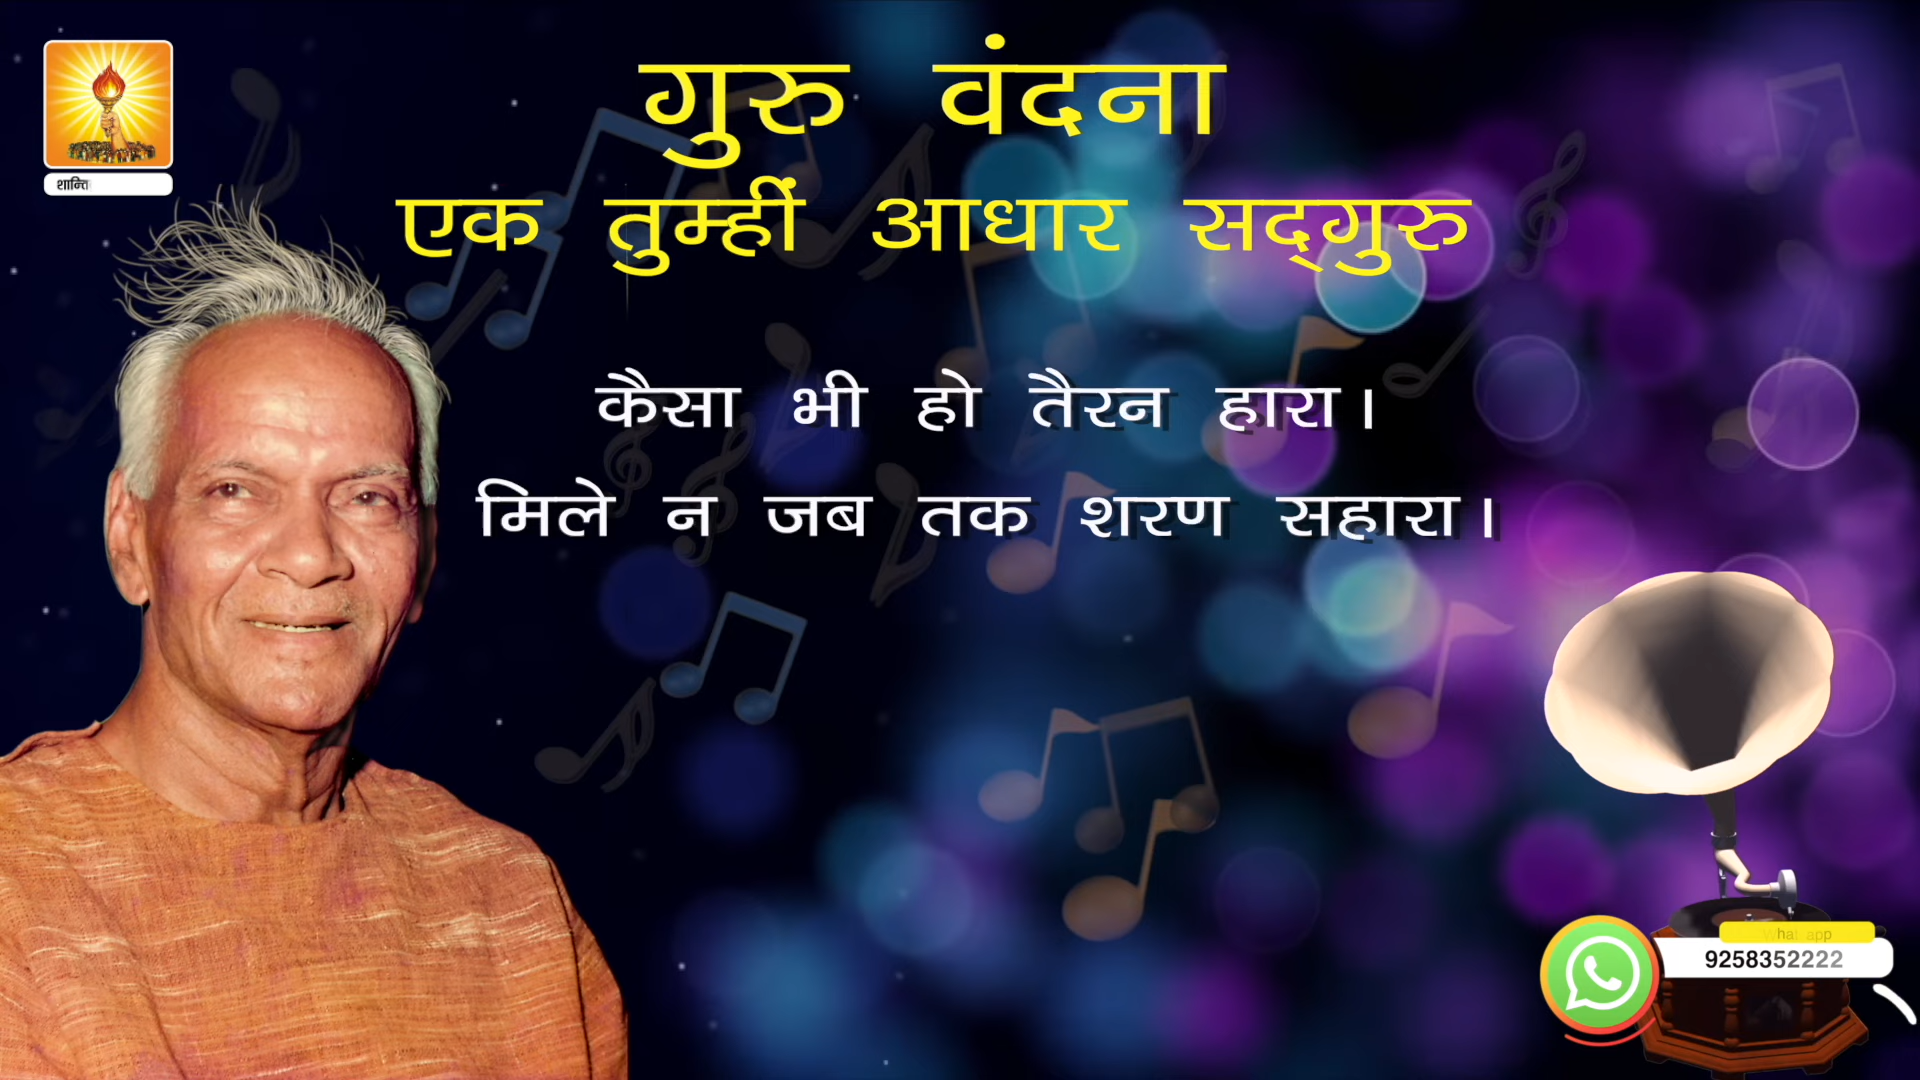 गुरु वंदना
एक तुम्हीं आधार सद्गुरु
शान्ति
कैसा भी हो तैरन हारा।
मिले न जब तक शरण सहारा।
9258352222